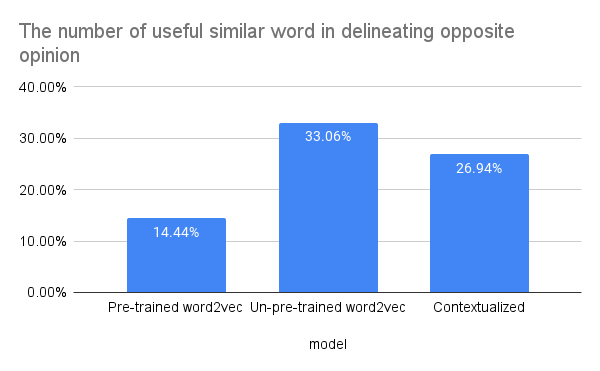 The number of useful similar word in delineating opposite
opinion
40.00%
30.00%
20.00%
10.00%
0.00%
14.44%
33.06%
26.94%
Pre-trained word2vec Un-pre-trained word2vec Contextualized
model